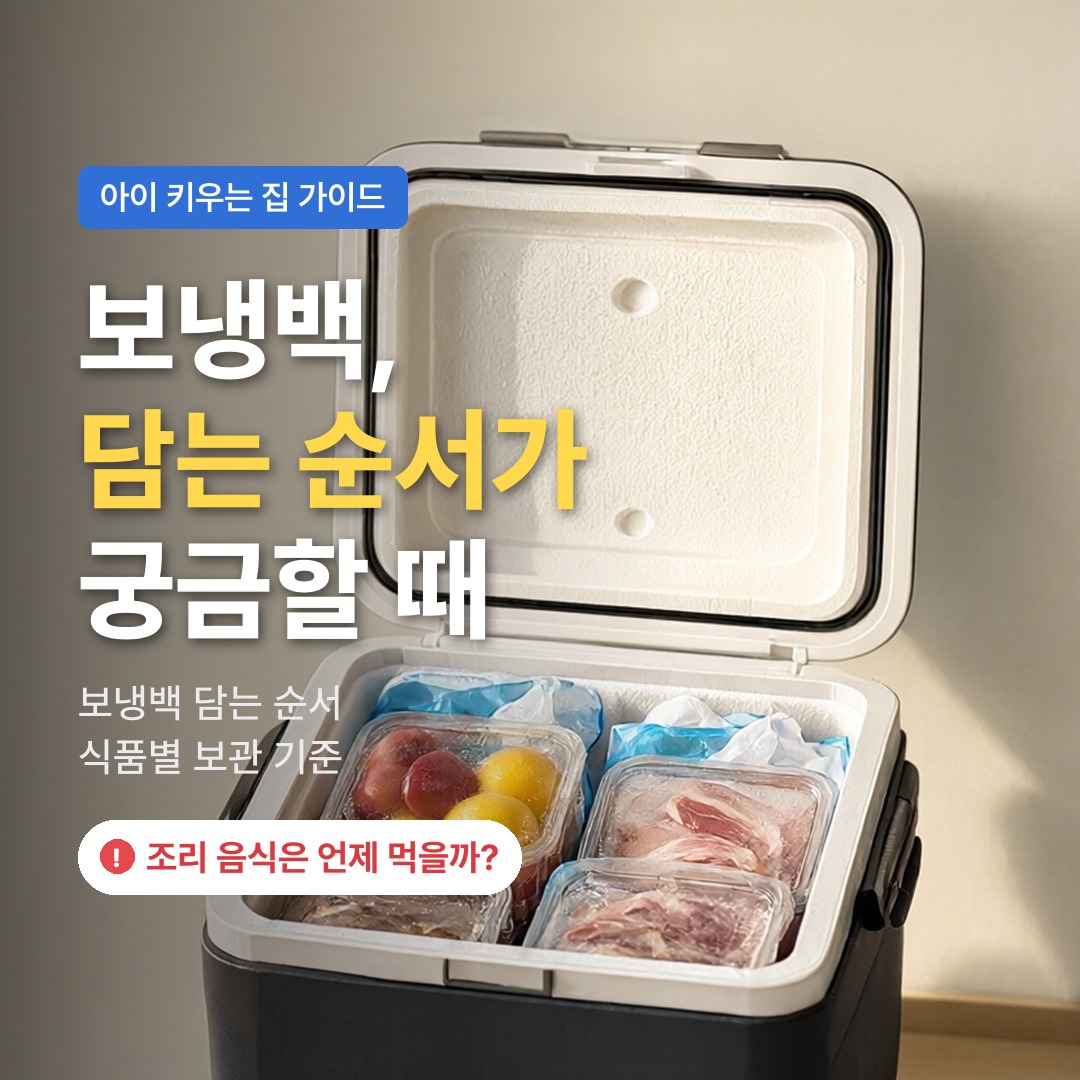 아이 키우는 집 가이드
보냉백,
담는 순서가
궁금할 때
보냉백 담는 순서
식품별 보관 기준
! 조리 음식은 언제 먹을까?